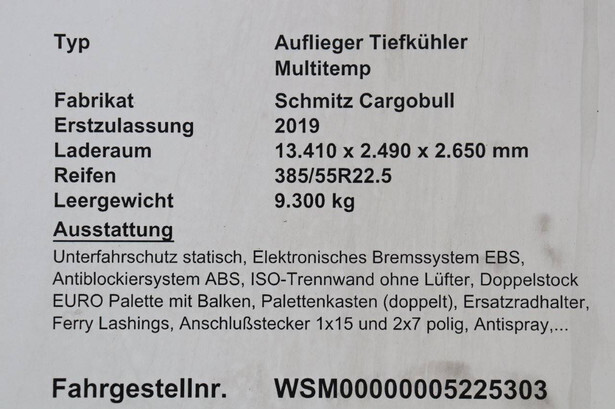 Typ Auflieger Tiefkühler
Multitemp
Fabrikat Schmitz Cargobull
Erstzulassung 2019
Laderaum 13.410 x 2.490 x 2.650 mm
Reifen 385/55R22.5
Leergewicht 9.300 kg
Ausstattung
Unterfahrschutz statisch, Elektronisches Bremssystem EBS,
Antiblockiersystem ABS, ISO-Trennwand ohne Lüfter, Doppelstock
EURO Palette mit Balken, Palettenkasten (doppelt), Ersatzradhalter,
Ferry Lashings, Anschlußstecker 1x15 und 2x7 polig, Antispray,...
Fahrgestellnr. WSM00000005225303